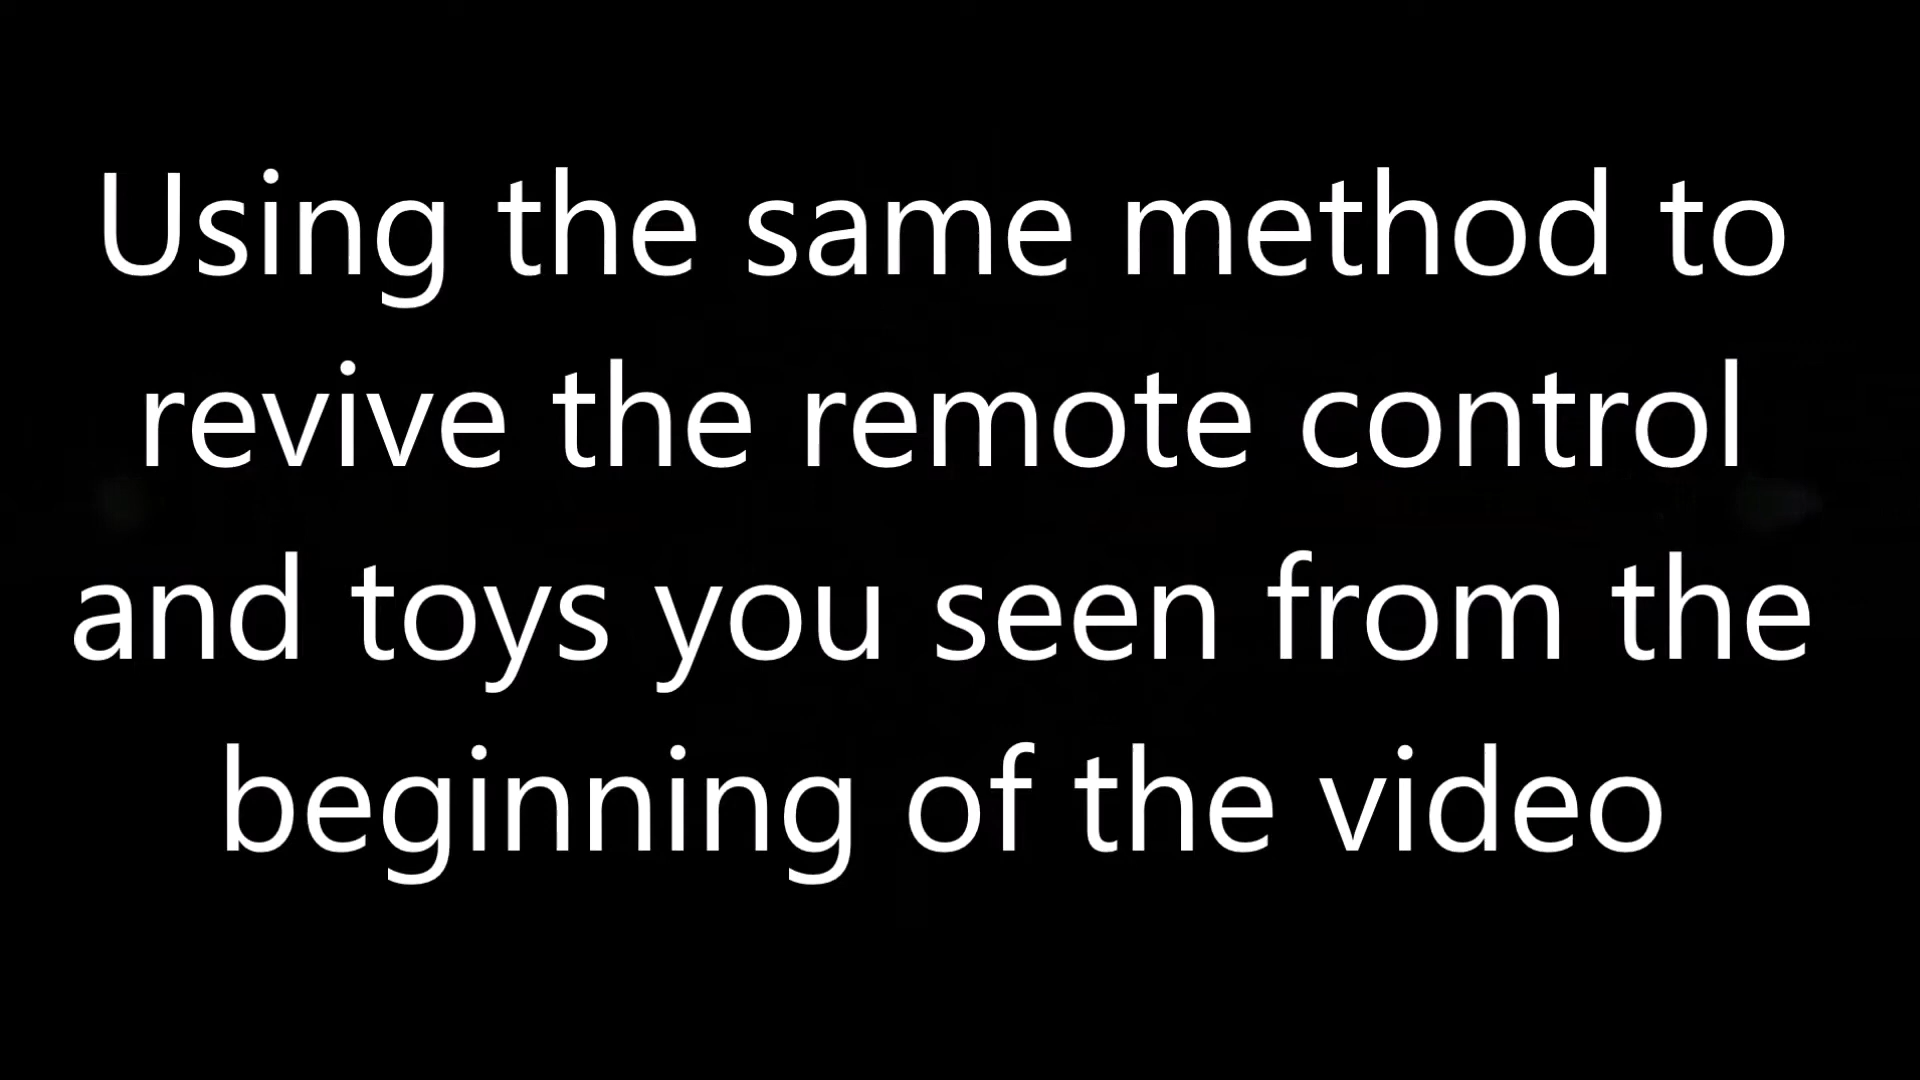 Using the same method to
revive the remote control
and toys you seen from the
beginning of the video